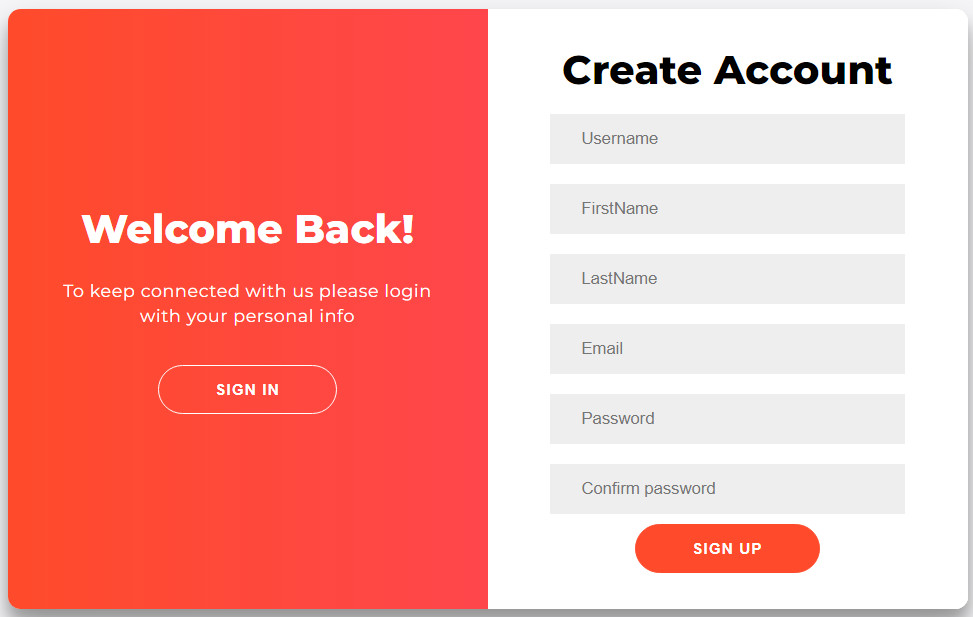 Welcome Back!
To keep connected with us please login
with your personal info
SIGN IN
Create Account
Username
FirstName
LastName
Email
Password
Confirm password
SIGN UP